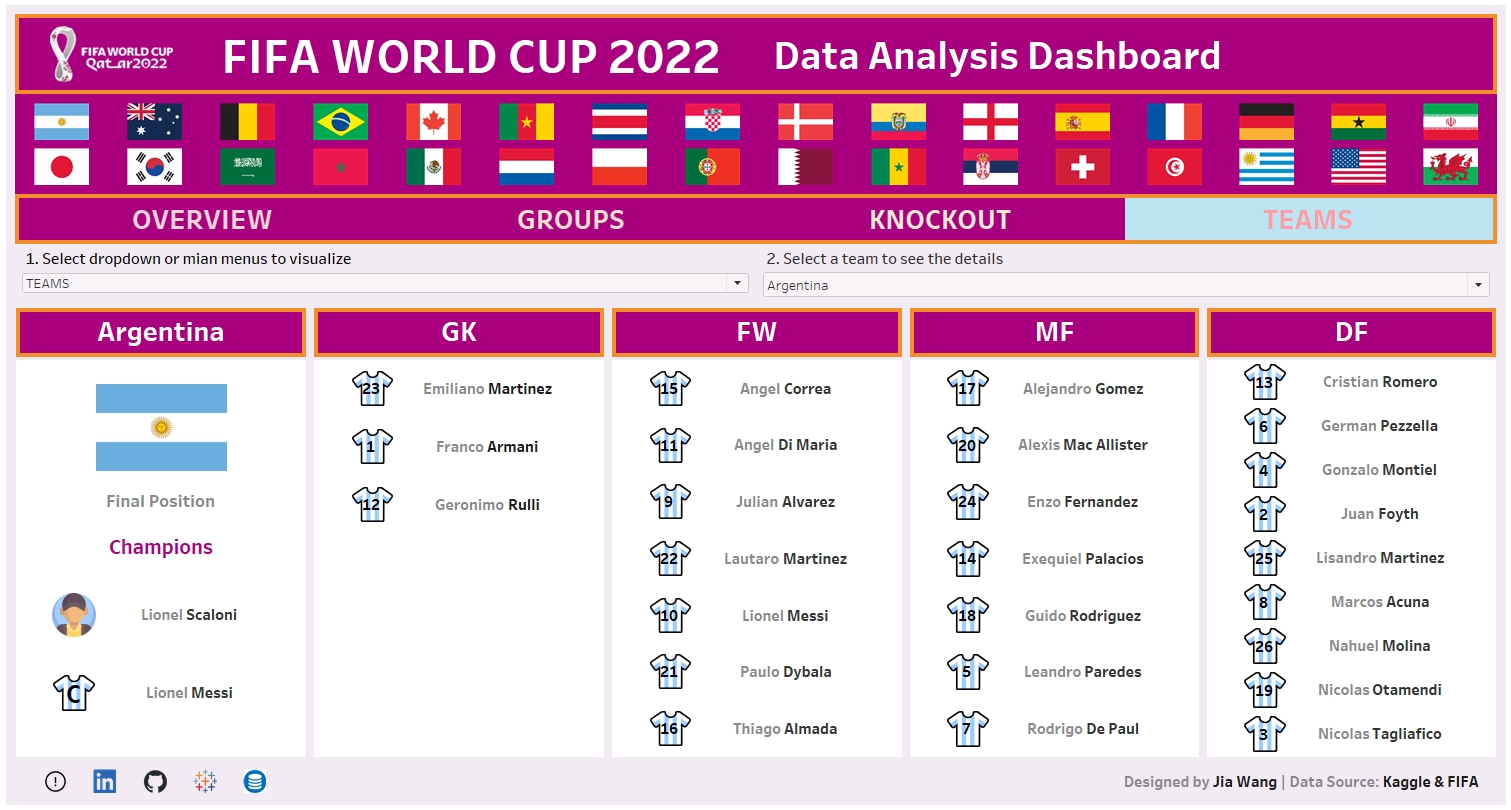 FIFA WORLD CUP
Qatar2022
FIFA WORLD CUP 2022
Data Analysis Dashboard
OVERVIEW
GROUPS
KNOCKOUT
TEAMS
1. Select dropdown or mian menus to visualize
TEAMS
2. Select a team to see the details
Argentina
Argentina
Final Position
Champions
Lionel Scaloni
C Lionel Messi
GK
23 Emiliano Martinez
1 Franco Armani
12 Geronimo Rulli
FW
15 Angel Correa
11 Angel Di Maria
9 Julian Alvarez
22 Lautaro Martinez
10 Lionel Messi
21 Paulo Dybala
16 Thiago Almada
MF
17 Alejandro Gomez
20 Alexis Mac Allister
24 Enzo Fernandez
14 Exequiel Palacios
18 Guido Rodriguez
5 Leandro Paredes
7 Rodrigo De Paul
DF
13 Cristian Romero
6 German Pezzella
4 Gonzalo Montiel
2 Juan Foyth
25 Lisandro Martinez
8 Marcos Acuna
26 Nahuel Molina
19 Nicolas Otamendi
3 Nicolas Tagliafico
in
Designed by Jia Wang | Data Source: Kaggle & FIFA